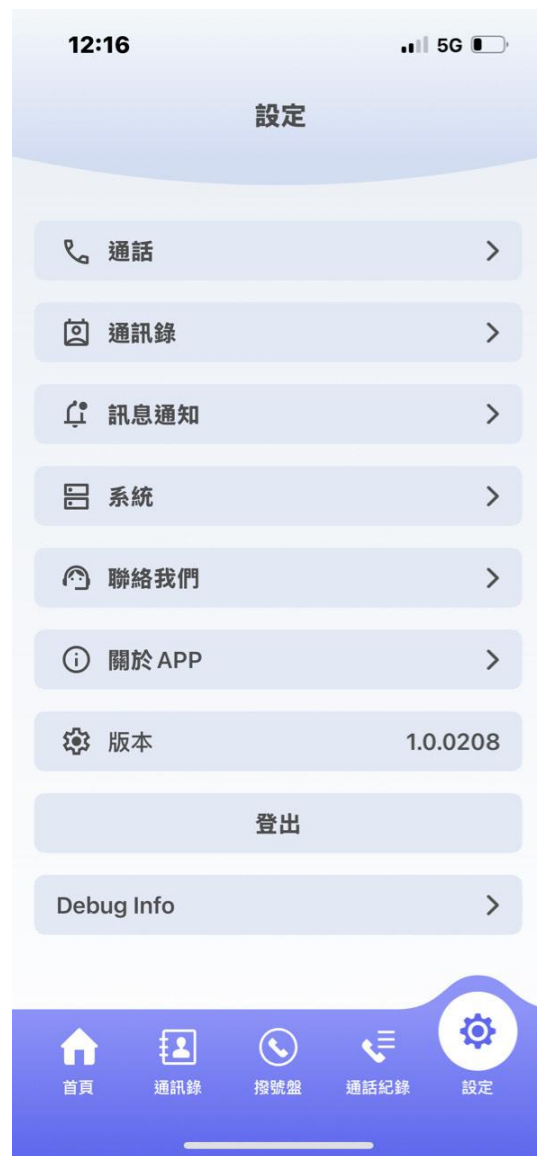 12:16 5G
設定
通話
通訊錄
訊息通知
系統
聯絡我們
關於 APP
版本 1.0.0208
登出
Debug Info
首頁 通訊錄 撥號盤 通話紀錄 設定